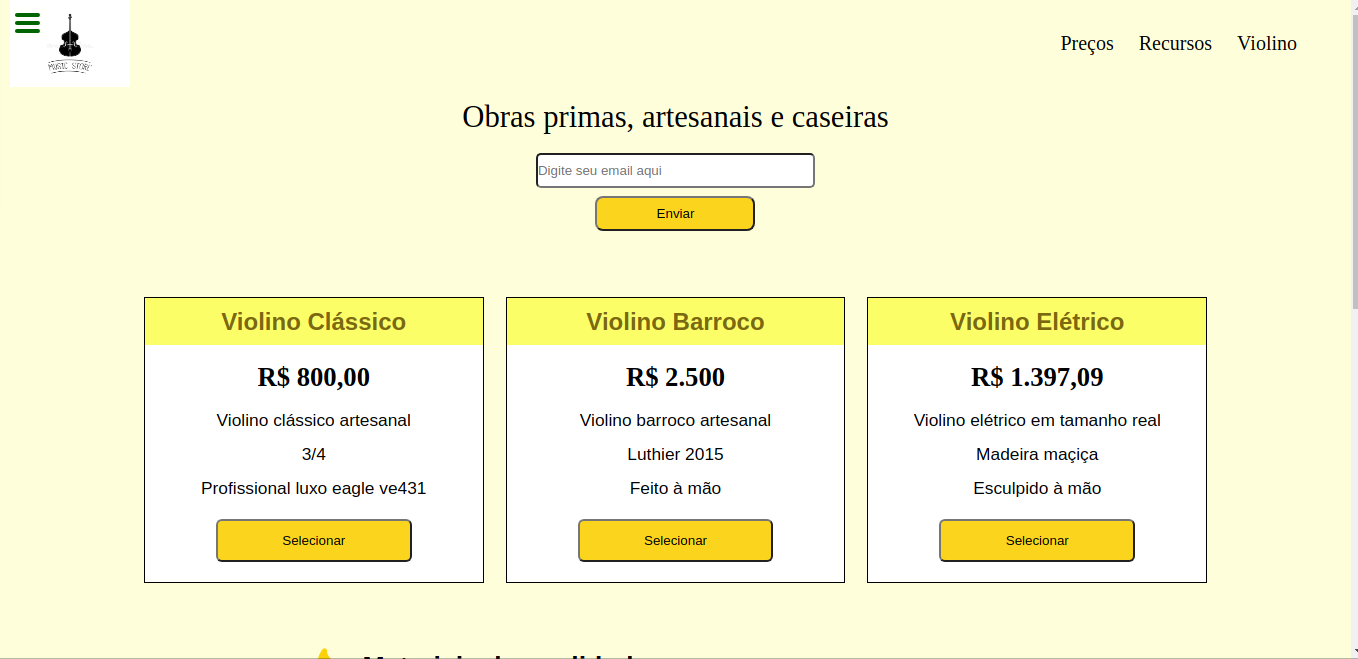 MUSIC STORE
Preços Recursos Violino
Obras primas, artesanais e caseiras
Digite seu email aqui
Enviar
Violino Clássico
R$ 800,00
Violino clássico artesanal
3/4
Profissional luxo eagle ve431
Selecionar
Violino Barroco
R$ 2.500
Violino barroco artesanal
Luthier 2015
Feito à mão
Selecionar
Violino Elétrico
R$ 1.397,09
Violino elétrico em tamanho real
Madeira maçiça
Esculpido à mão
Selecionar